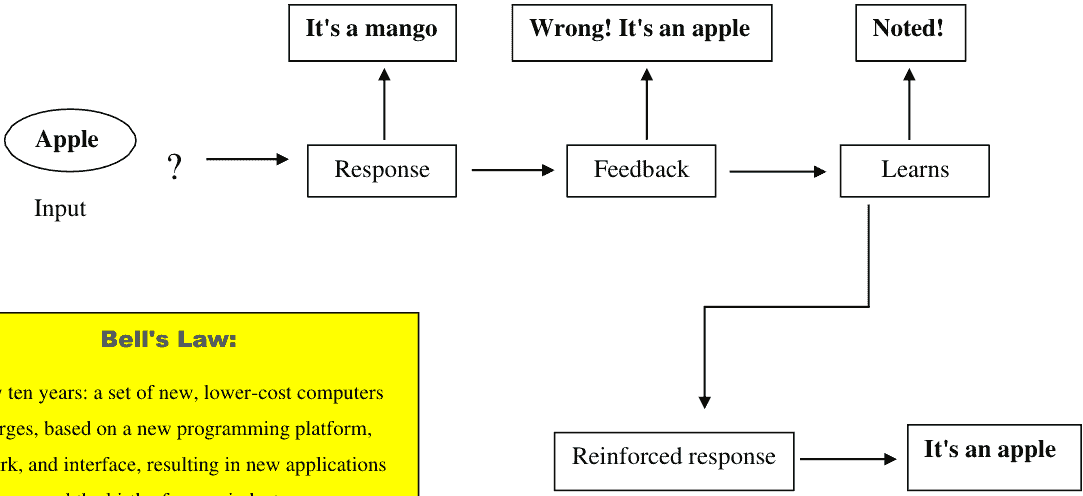 It's a mango
Wrong! It's an apple
Noted!
Apple
?
Response
Feedback
Learns
Input
Bell's Law:
ten years: a set of new, lower-cost computers
based on a new programming platform,
and interface, resulting in new applications
Reinforced response
It's an apple